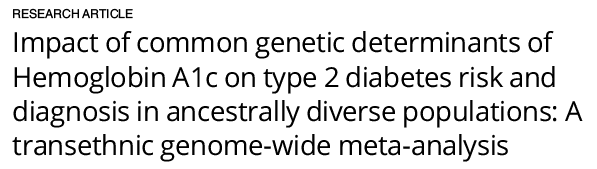 RESEARCH ARTICLE
Impact of common genetic determinants of
Hemoglobin A1c on type 2 diabetes risk and
diagnosis in ancestrally diverse populations: A
transethnic genome-wide meta-analysis